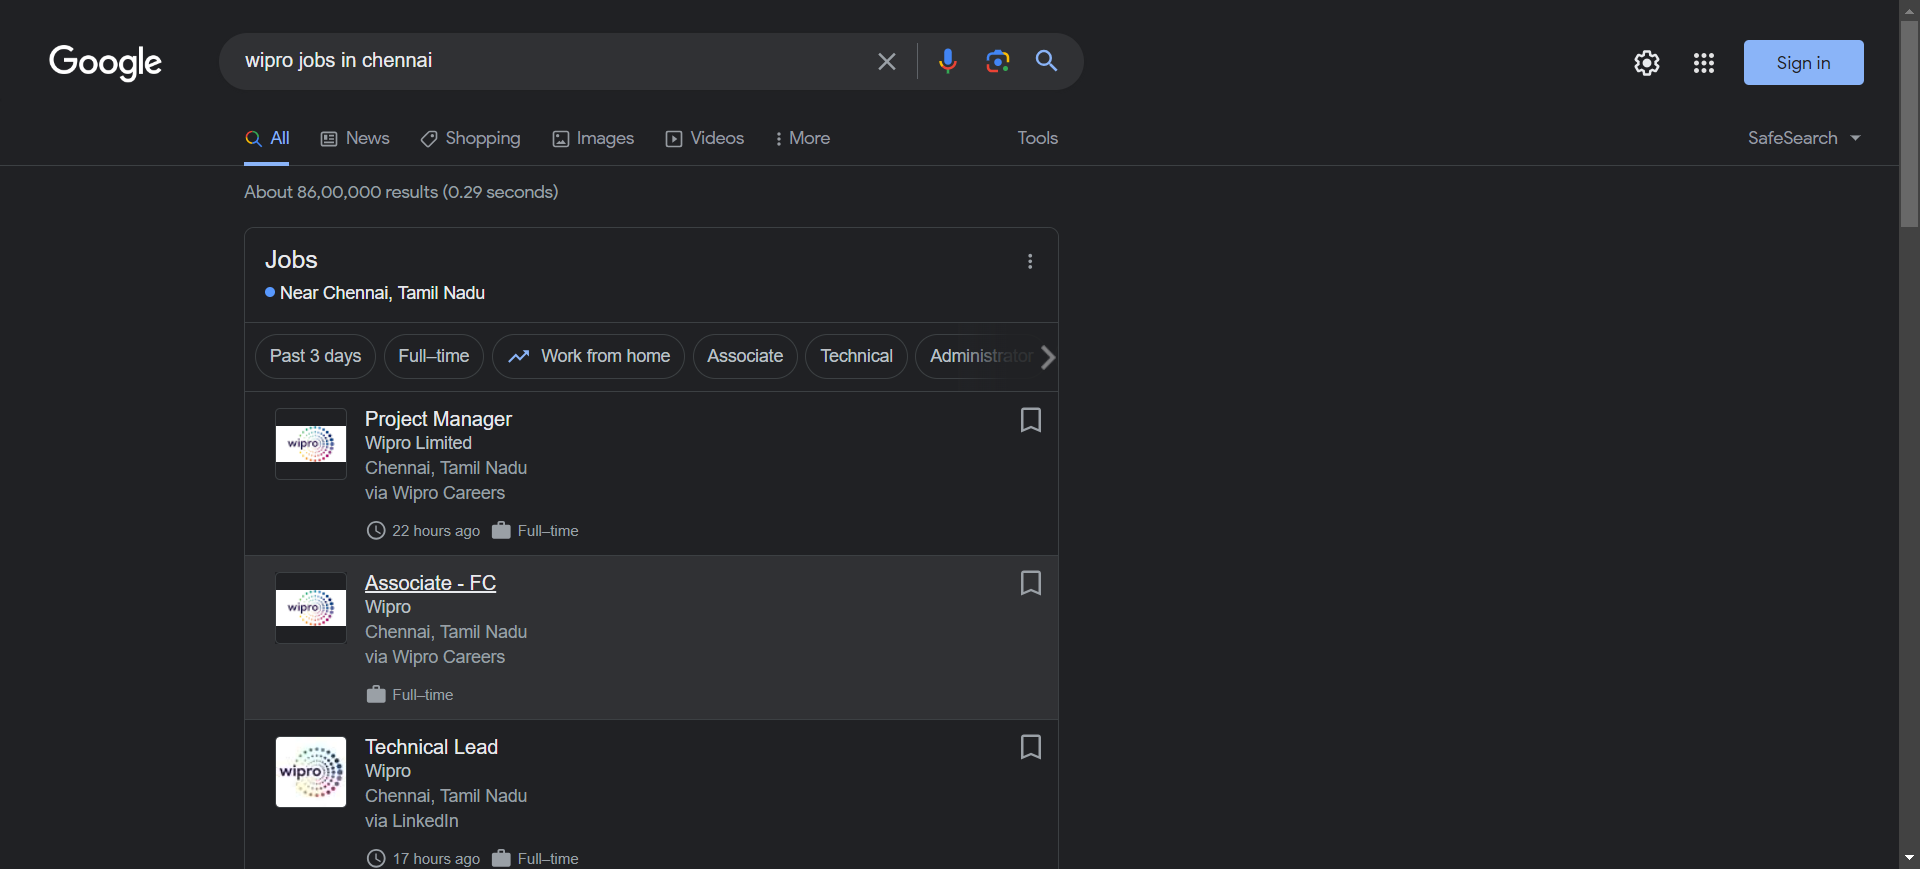 Google
wipro jobs in chennai
Sign in
All News Shopping Images Videos More Tools SafeSearch
About 86,00,000 results (0.29 seconds)
Jobs
Near Chennai, Tamil Nadu
Past 3 days Full–time Work from home Associate Technical Administrator
wipro
Project Manager
Wipro Limited
Chennai, Tamil Nadu
via Wipro Careers
22 hours ago Full–time
wipro
Associate - FC
Wipro
Chennai, Tamil Nadu
via Wipro Careers
Full–time
wipro
Technical Lead
Wipro
Chennai, Tamil Nadu
via LinkedIn
17 hours ago Full–time